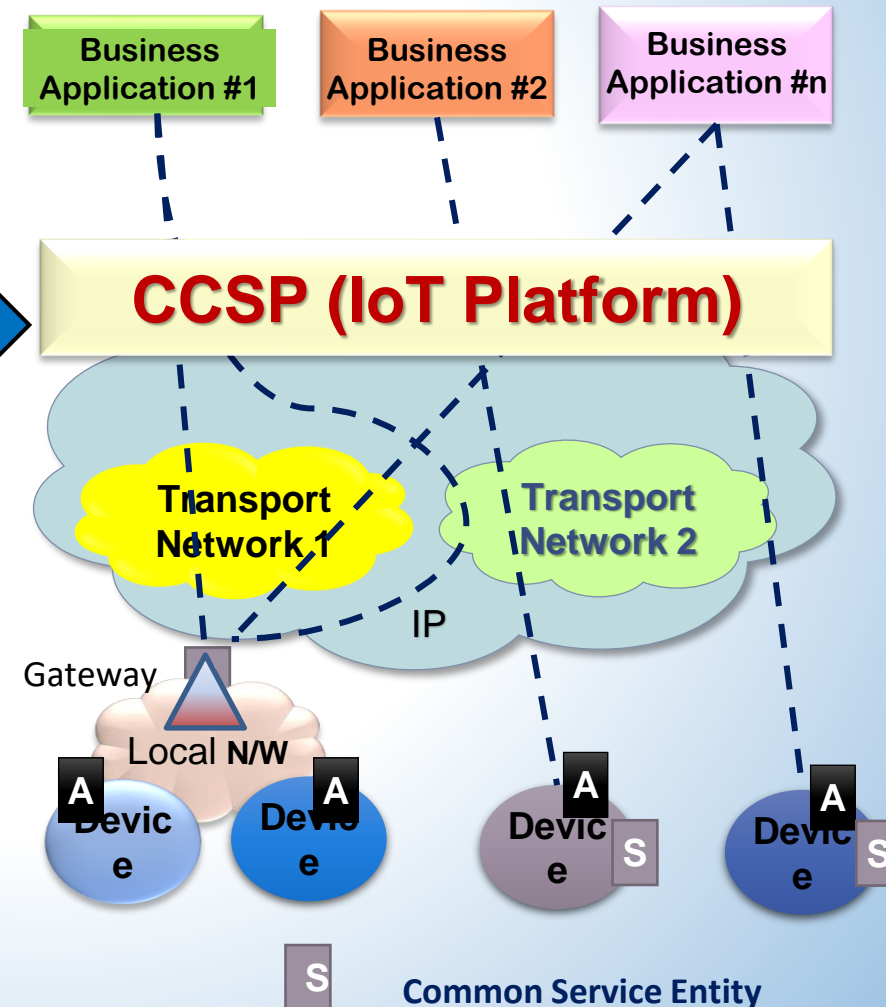 Business
Application #1
Business
Application #2
Business
Application #n
CCSP (IoT Platform)
Transport
Network 1
Transport
Network 2
IP
Gateway
Local N/W
A
Devic
e
A
Devic
e
A
Devic
e
S
A
Devic
e
S
S
Common Service Entity